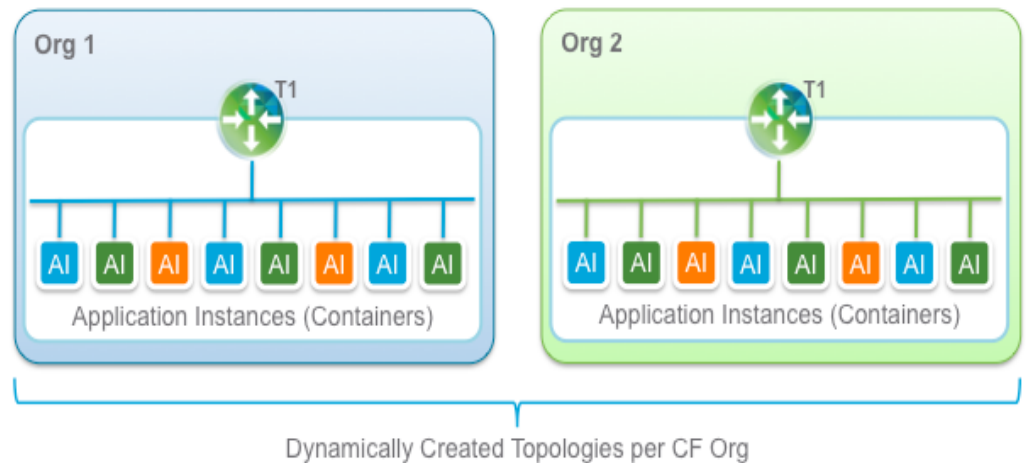 Org 1
T1
AI AI AI AI AI AI AI AI
Application Instances (Containers)
Org 2
T1
AI AI AI AI AI AI AI AI
Application Instances (Containers)
Dynamically Created Topologies per CF Org